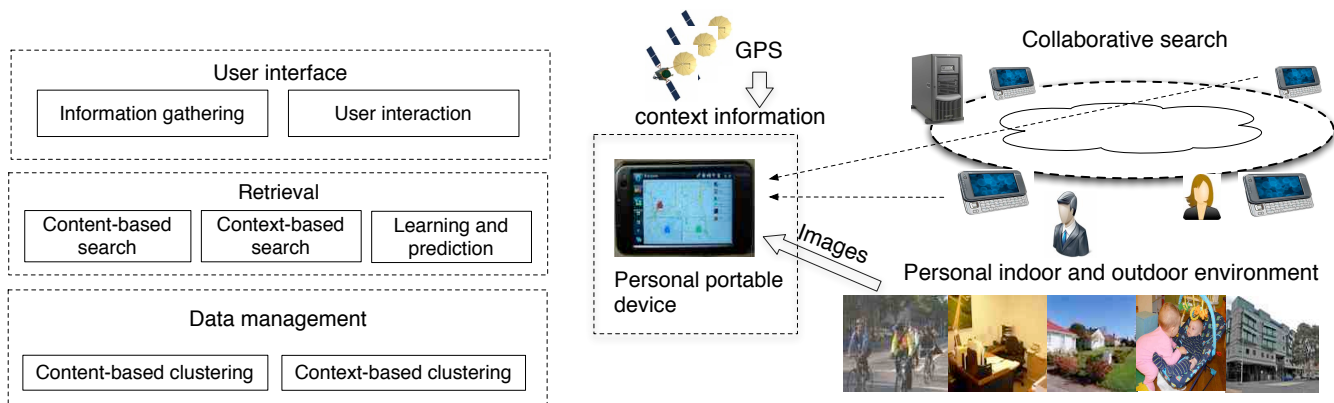 User interface
Information gathering
User interaction
Retrieval
Content-based
search
Context-based
search
Learning and
prediction
Data management
Content-based clustering
Context-based clustering
GPS
context information
Personal portable
device
Images
Collaborative search
Personal indoor and outdoor environment